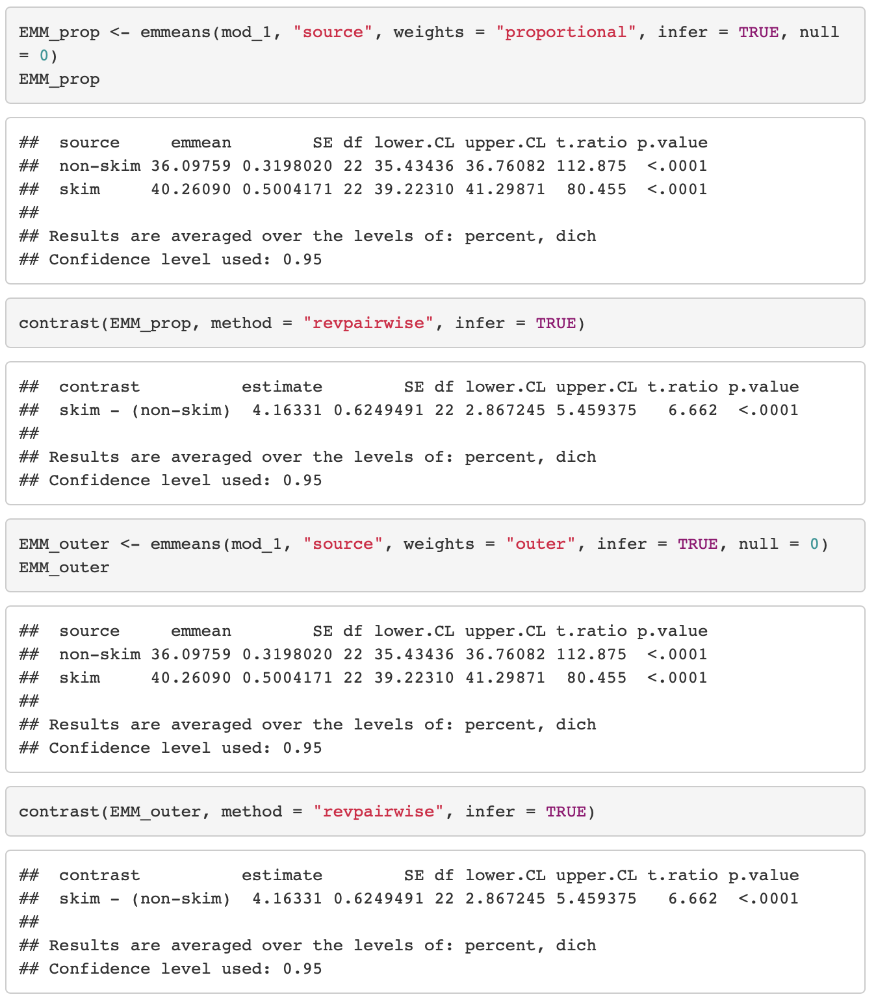 EMM_prop <- emmeans(mod_1, "source", weights = "proportional", infer = TRUE, null
= 0)
EMM_prop
##  source     emmean        SE df lower.CL upper.CL t.ratio p.value
##  non-skim 36.09759 0.3198020 22 35.43436 36.76082 112.875  <.0001
##  skim     40.26090 0.5004171 22 39.22310 41.29871  80.455  <.0001
##
## Results are averaged over the levels of: percent, dich
## Confidence level used: 0.95
contrast(EMM_prop, method = "revpairwise", infer = TRUE)
##  contrast          estimate        SE df lower.CL upper.CL t.ratio p.value
##  skim - (non-skim)  4.16331 0.6249491 22 2.867245 5.459375   6.662  <.0001
##
## Results are averaged over the levels of: percent, dich
## Confidence level used: 0.95
EMM_outer <- emmeans(mod_1, "source", weights = "outer", infer = TRUE, null = 0)
EMM_outer
##  source     emmean        SE df lower.CL upper.CL t.ratio p.value
##  non-skim 36.09759 0.3198020 22 35.43436 36.76082 112.875  <.0001
##  skim     40.26090 0.5004171 22 39.22310 41.29871  80.455  <.0001
##
## Results are averaged over the levels of: percent, dich
## Confidence level used: 0.95
contrast(EMM_outer, method = "revpairwise", infer = TRUE)
##  contrast          estimate        SE df lower.CL upper.CL t.ratio p.value
##  skim - (non-skim)  4.16331 0.6249491 22 2.867245 5.459375   6.662  <.0001
##
## Results are averaged over the levels of: percent, dich
## Confidence level used: 0.95